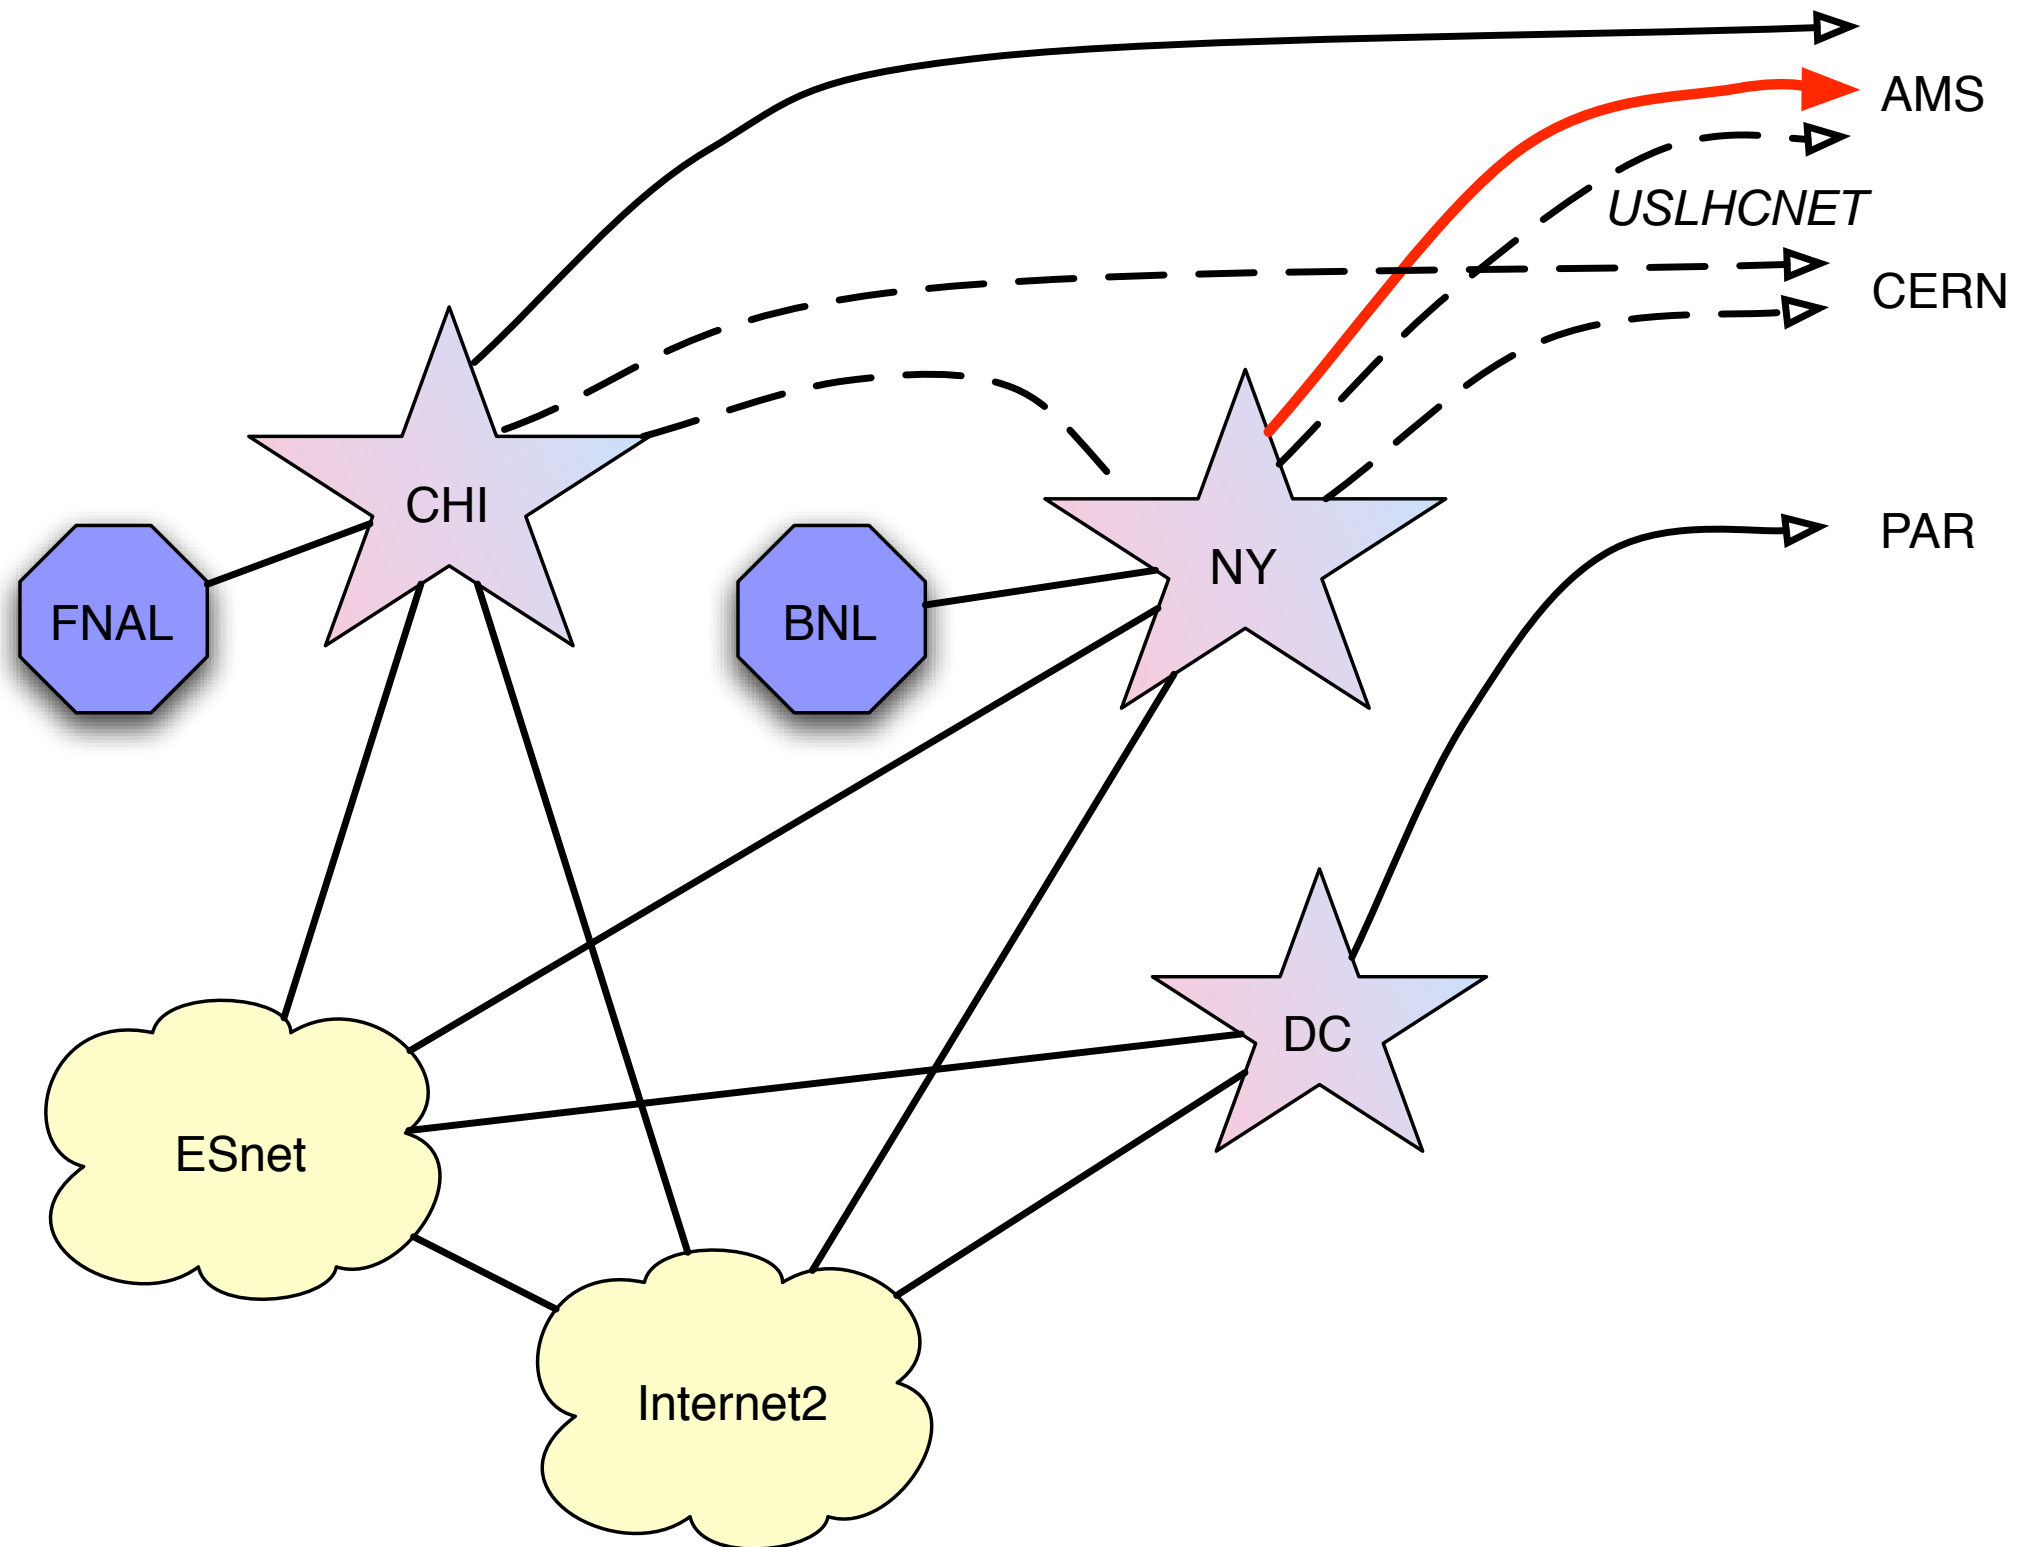 AMS
USLHCNET
CERN
CHI
PAR
NY
FNAL
BNL
DC
ESnet
Internet2